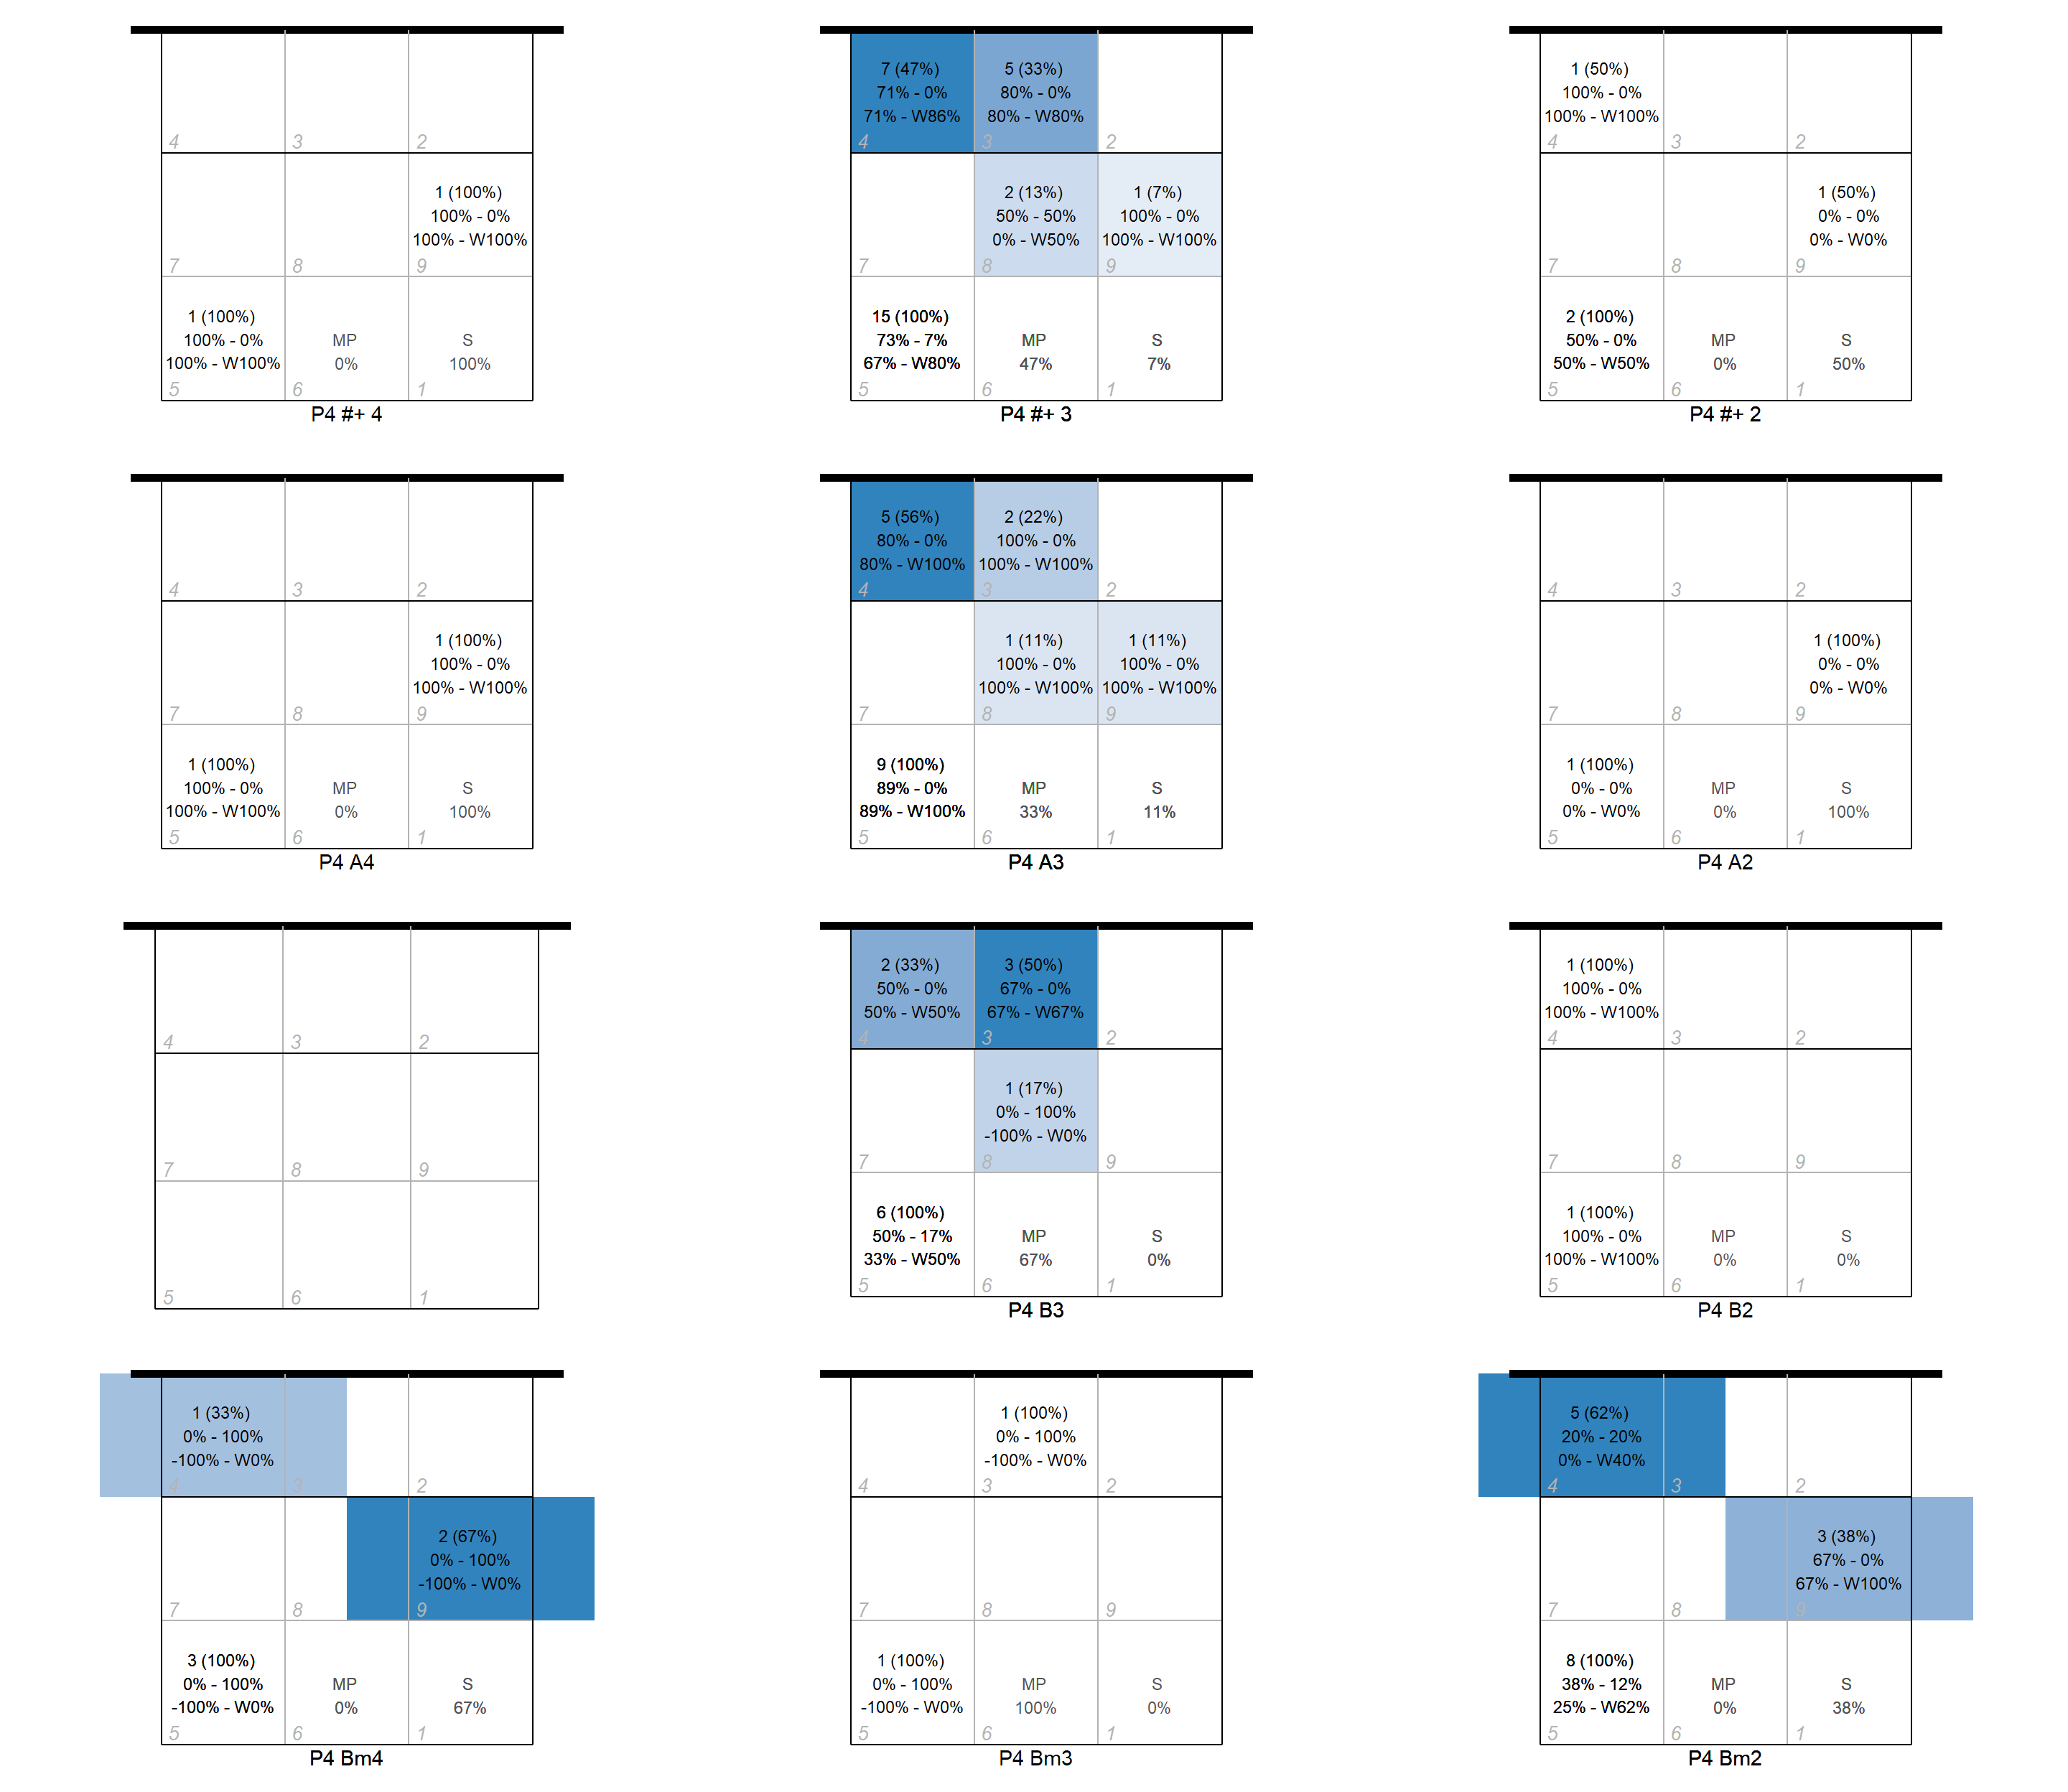 4
3
2
1 (100%)
100% - 0%
100% - W100%
7
8
9
1 (100%)
100% - 0%
100% - W100%
MP
0%
S
100%
5
6
1
P4 #+ 4
7 (47%)
71% - 0%
71% - W86%
5 (33%)
80% - 0%
80% - W80%
4
3
2
2 (13%)
50% - 50%
0% - W50%
1 (7%)
100% - 0%
100% - W100%
7
8
9
15 (100%)
73% - 7%
67% - W80%
MP
47%
S
7%
5
6
1
P4 #+ 3
1 (50%)
100% - 0%
100% - W100%
4
3
2
1 (50%)
0% - 0%
0% - W0%
7
8
9
2 (100%)
50% - 0%
50% - W50%
MP
0%
S
50%
5
6
1
P4 #+ 2
4
3
2
1 (100%)
100% - 0%
100% - W100%
7
8
9
1 (100%)
100% - 0%
100% - W100%
MP
0%
S
100%
5
6
1
P4 A4
5 (56%)
80% - 0%
80% - W100%
2 (22%)
100% - 0%
100% - W100%
4
3
2
1 (11%)
100% - 0%
100% - W100%
1 (11%)
100% - 0%
100% - W100%
7
8
9
9 (100%)
89% - 0%
89% - W100%
MP
33%
S
11%
5
6
1
P4 A3
4
3
2
1 (100%)
0% - 0%
0% - W0%
7
8
9
1 (100%)
0% - 0%
0% - W0%
MP
0%
S
100%
5
6
1
P4 A2
4
3
2
7
8
9
5
6
1
2 (33%)
50% - 0%
50% - W50%
3 (50%)
67% - 0%
67% - W67%
4
3
2
1 (17%)
0% - 100%
-100% - W0%
7
8
9
6 (100%)
50% - 17%
33% - W50%
MP
67%
S
0%
5
6
1
P4 B3
1 (100%)
100% - 0%
100% - W100%
4
3
2
7
8
9
1 (100%)
100% - 0%
100% - W100%
MP
0%
S
0%
5
6
1
P4 B2
1 (33%)
0% - 100%
-100% - W0%
4
3
2
2 (67%)
0% - 100%
-100% - W0%
7
8
9
3 (100%)
0% - 100%
-100% - W0%
MP
0%
S
67%
5
6
1
P4 Bm4
1 (100%)
0% - 100%
-100% - W0%
4
3
2
7
8
9
1 (100%)
0% - 100%
-100% - W0%
MP
100%
S
0%
5
6
1
P4 Bm3
5 (62%)
20% - 20%
0% - W40%
4
3
2
3 (38%)
67% - 0%
67% - W100%
7
8
9
8 (100%)
38% - 12%
25% - W62%
MP
0%
S
38%
5
6
1
P4 Bm2